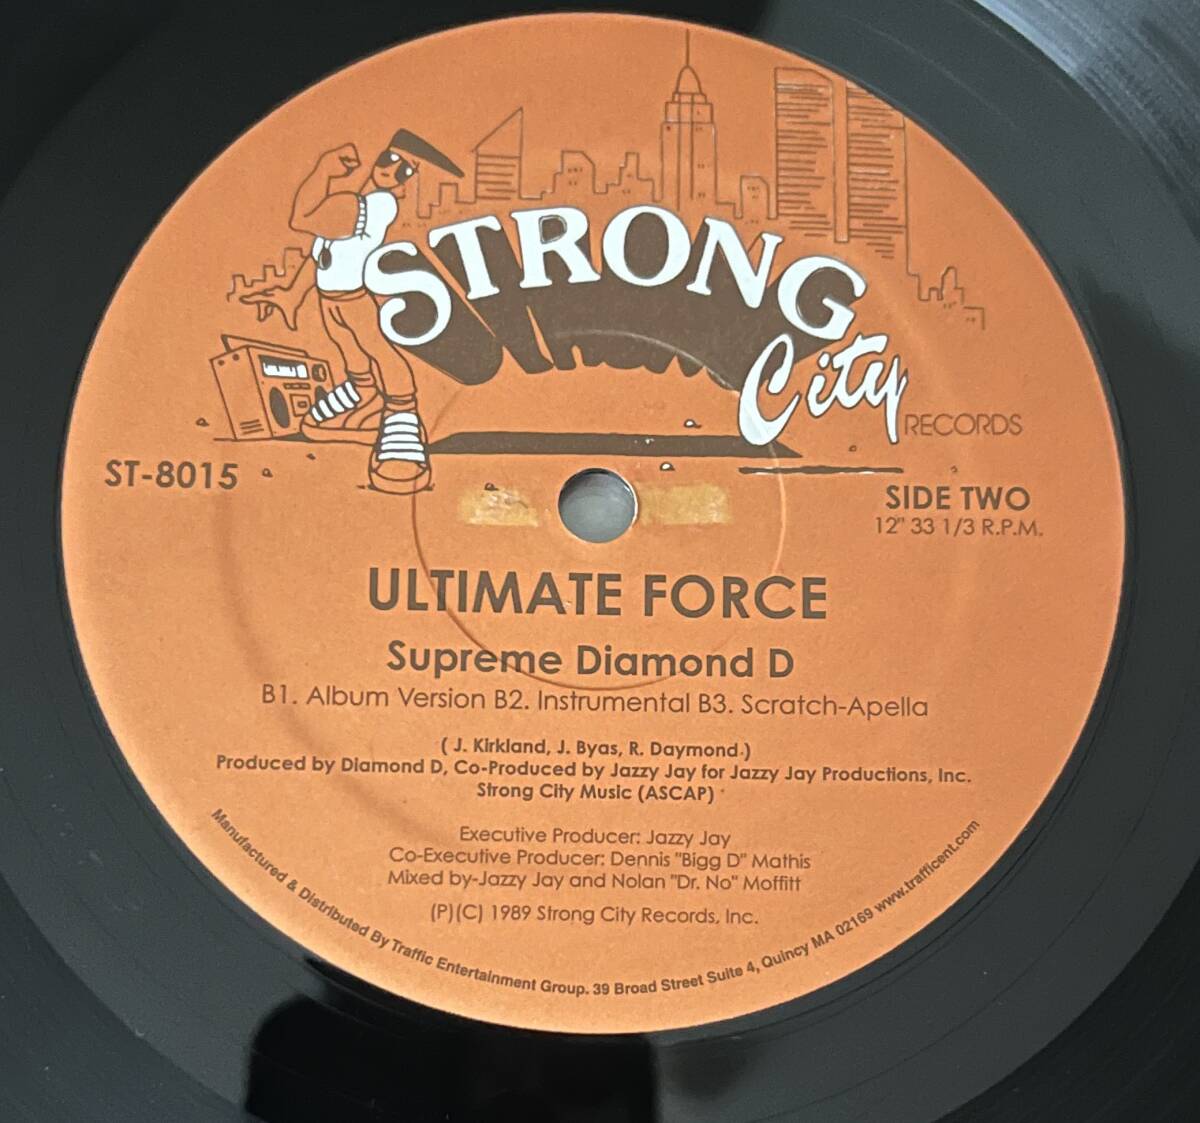 STRONG
City
RECORDS
ST-8015
SIDE TWO
12" 33 1/3 R.P.M.
ULTIMATE FORCE
Supreme Diamond D
B1. Album Version B2. Instrumental B3. Scratch-Apella
( J. Kirkland, J. Byas, R. Daymond.)
Produced by Diamond D, Co-Produced by Jazzy Jay for Jazzy Jay Productions, Inc.
Strong City Music (ASCAP)
Executive Producer: Jazzy Jay
Co-Executive Producer: Dennis "Bigg D" Mathis
Mixed by-Jazzy Jay and Nolan "Dr. No" Moffitt
(P)(C) 1989 Strong City Records, Inc.
Manufactured & Distributed By Traffic Entertainment Group. 39 Broad Street Suite 4, Quincy MA 02169 www.trafficent.com